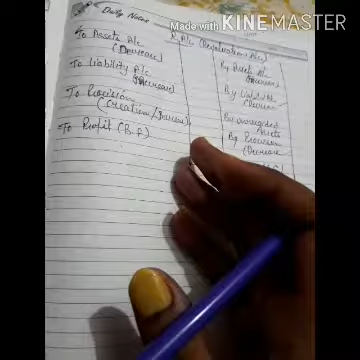 Daily Notes
Made with KINEMASTER
R. A/c (Revaluation A/c)
To Assets A/c
(Decrease)
To Liability A/c
(Increase)
To Provision
(Creation/Increase)
To Profit (B.F)
By Asset A/c
(Increase)
By Liability
(Decrease)
By unrecorded
Assets
By Provision
(Decrease